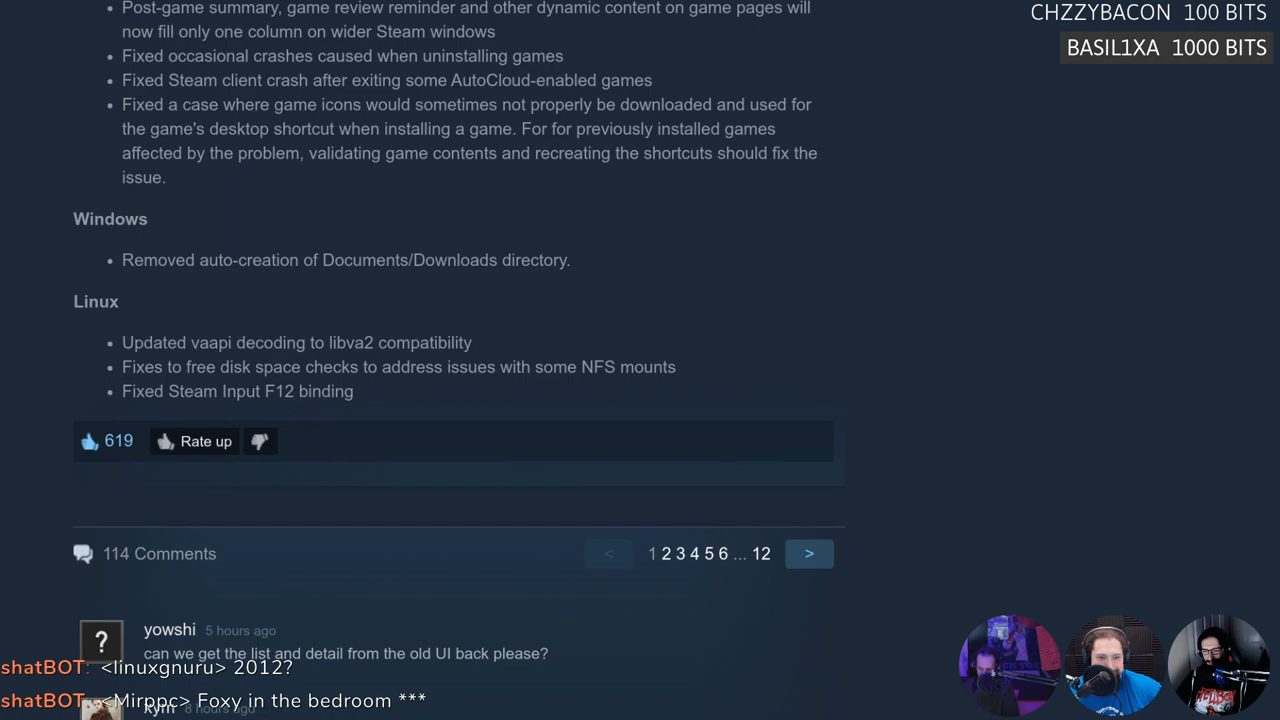 CHZZYBACON 100 BITS
BASIL1XA 1000 BITS
Post-game summary, game review reminder and other dynamic content on game pages will
now fill only one column on wider Steam windows
Fixed occasional crashes caused when uninstalling games
Fixed Steam client crash after exiting some AutoCloud-enabled games
Fixed a case where game icons would sometimes not properly be downloaded and used for
the game's desktop shortcut when installing a game. For for previously installed games
affected by the problem, validating game contents and recreating the shortcuts should fix the
issue.
Windows
Removed auto-creation of Documents/Downloads directory.
Linux
Updated vaapi decoding to libva2 compatibility
Fixes to free disk space checks to address issues with some NFS mounts
Fixed Steam Input F12 binding
619 Rate up
114 Comments < 1 2 3 4 5 6 ... 12 >
yowshi 5 hours ago
can we get the list and detail from the old UI back please?
shatBOT: <linuxgnuru> 2012?
shatBOT: <Mirppc> Foxy in the bedroom ***
8 hours ago